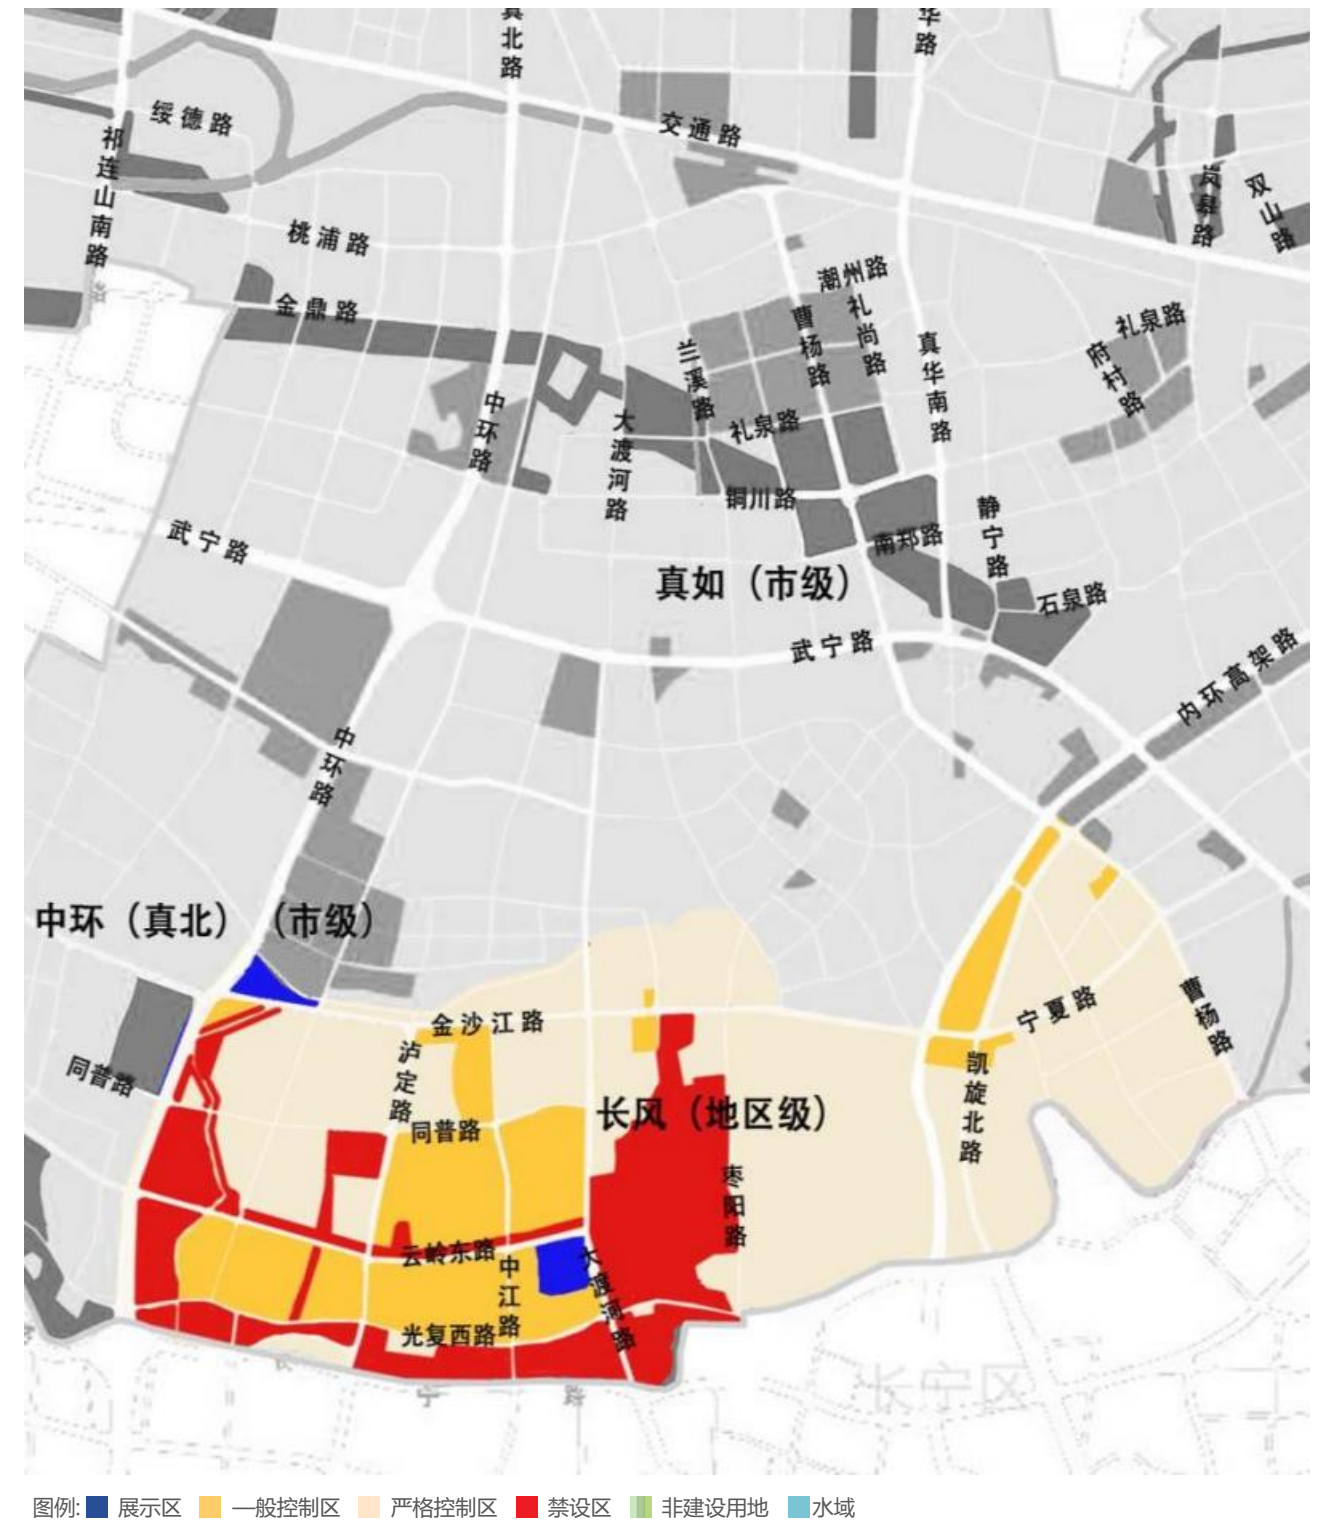 真北路
华路
绥德路
交通路
祁连山南路
岚皋路
双山路
桃浦路
潮州路
金鼎路
礼尚路
曹杨路
礼泉路
府村路
兰溪路
真华南路
中环路
大渡河路
礼泉路
铜川路
静宁路
武宁路
南郑路
真如（市级）
石泉路
武宁路
内环高架路
中环路
中环（真北）（市级）
金沙江路
宁夏路
曹杨路
泸定路
同普路
凯旋北路
长风（地区级）
同普路
枣阳路
云岭东路
中江路
大渡河路
光复西路
长宁路
长宁区
图例: 展示区 一般控制区 严格控制区 禁设区 非建设用地 水域